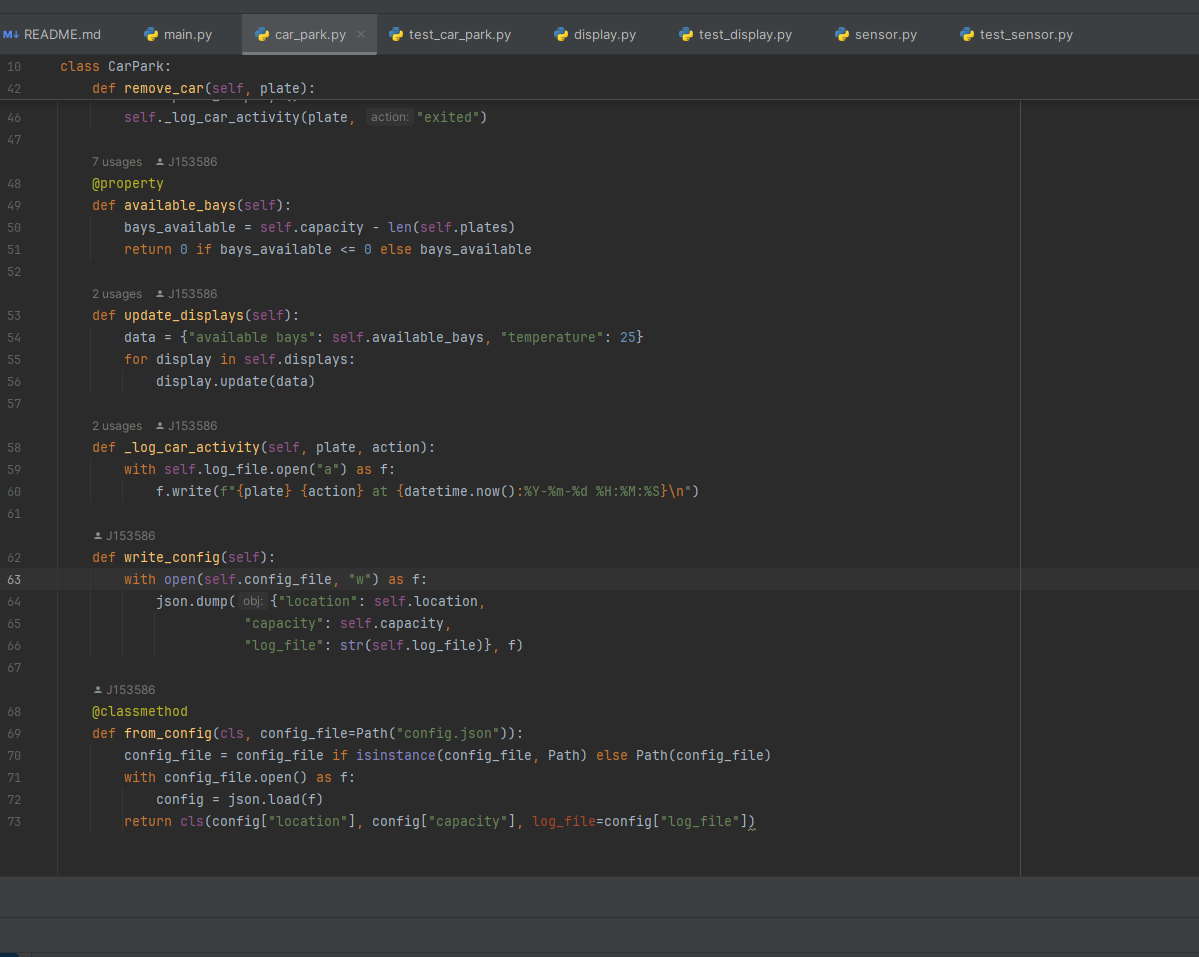 README.md main.py car_park.py test_car_park.py display.py test_display.py sensor.py test_sensor.py
10 class CarPark:
42 def remove_car(self, plate):
46 self._log_car_activity(plate, action: "exited")
47
7 usages J153586
48 @property
49 def available_bays(self):
50 bays_available = self.capacity - len(self.plates)
51 return 0 if bays_available <= 0 else bays_available
52
2 usages J153586
53 def update_displays(self):
54 data = {"available bays": self.available_bays, "temperature": 25}
55 for display in self.displays:
56 display.update(data)
57
2 usages J153586
58 def _log_car_activity(self, plate, action):
59 with self.log_file.open("a") as f:
60 f.write(f"{plate} {action} at {datetime.now():%Y-%m-%d %H:%M:%S}\n")
61
J153586
62 def write_config(self):
63 with open(self.config_file, "w") as f:
64 json.dump( obj: {"location": self.location,
65 "capacity": self.capacity,
66 "log_file": str(self.log_file)}, f)
67
J153586
68 @classmethod
69 def from_config(cls, config_file=Path("config.json")):
70 config_file = config_file if isinstance(config_file, Path) else Path(config_file)
71 with config_file.open() as f:
72 config = json.load(f)
73 return cls(config["location"], config["capacity"], log_file=config["log_file"])